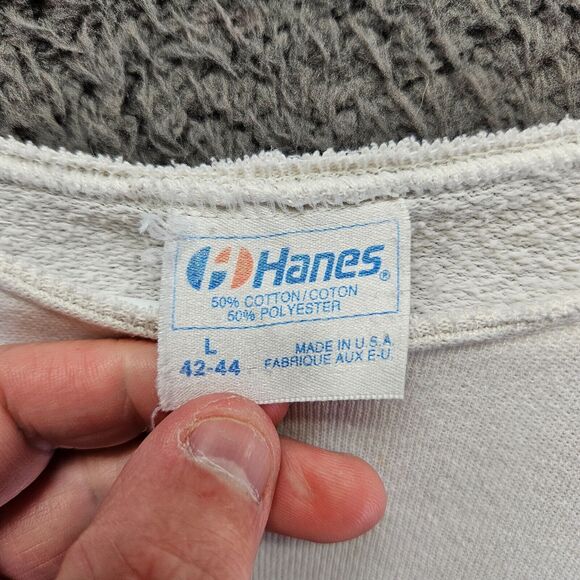 Hanes®
50% COTTON/COTON
50% POLYESTER
L
42-44
MADE IN U.S.A
FABRIQUE AUX E-U.